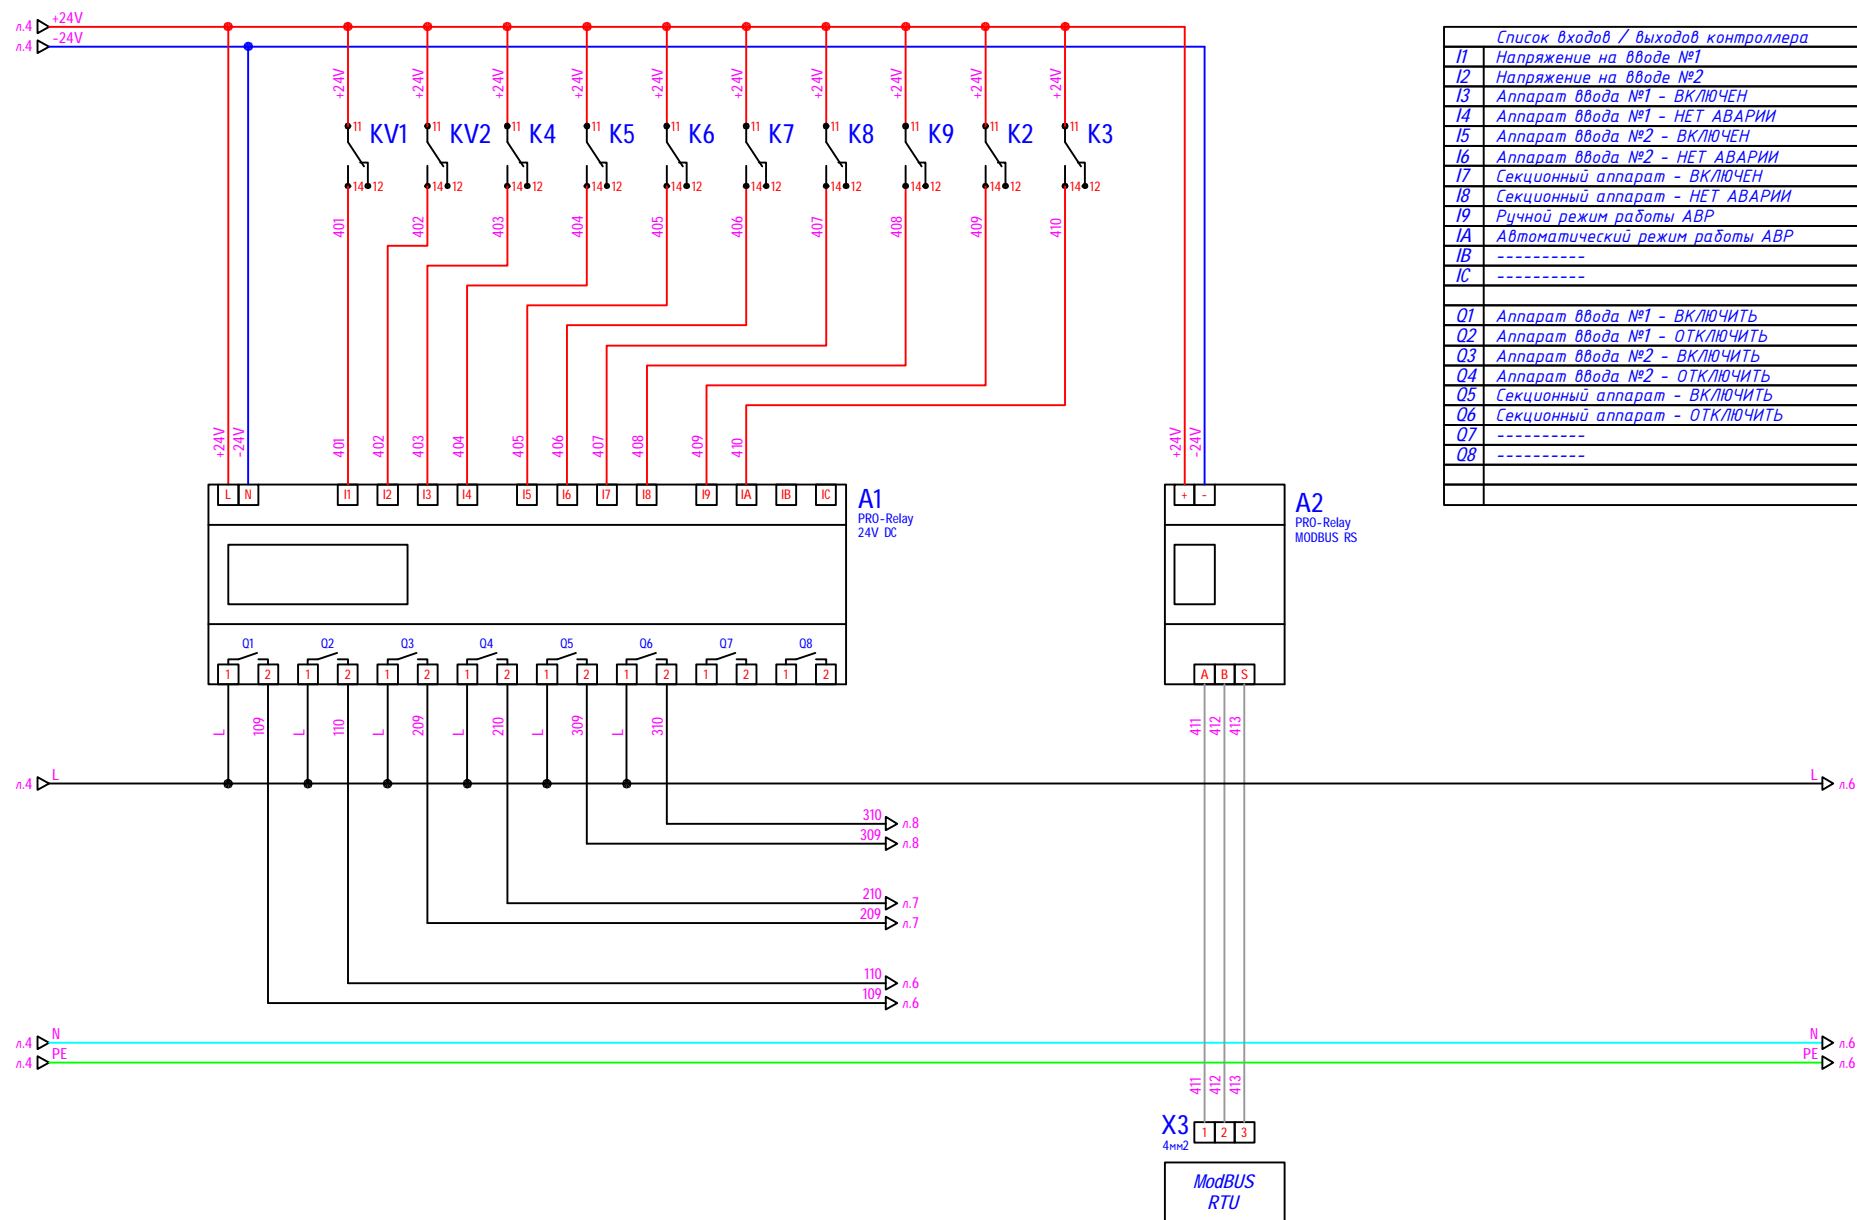 л.4 +24V
л.4 -24V
+24V +24V +24V +24V +24V +24V +24V +24V +24V +24V
11 KV1 11 KV2 11 K4 11 K5 11 K6 11 K7 11 K8 11 K9 11 K2 11 K3
14 12 14 12 14 12 14 12 14 12 14 12 14 12 14 12 14 12 14 12
401 402 403 404 405 406 407 408 409 410
+24V -24V 401 402 403 404 405 406 407 408 409 410 +24V -24V
L N I1 I2 I3 I4 I5 I6 I7 I8 I9 IA IB IC
A1
PRO-Relay
24V DC
+ -
A2
PRO-Relay
MODBUS RS
Список входов / выходов контроллера
I1 Напряжение на вводе №1
I2 Напряжение на вводе №2
I3 Аппарат ввода №1 - ВКЛЮЧЕН
I4 Аппарат ввода №1 - НЕТ АВАРИИ
I5 Аппарат ввода №2 - ВКЛЮЧЕН
I6 Аппарат ввода №2 - НЕТ АВАРИИ
I7 Секционный аппарат - ВКЛЮЧЕН
I8 Секционный аппарат - НЕТ АВАРИИ
I9 Ручной режим работы АВР
IA Автоматический режим работы АВР
IB ----------
IC ----------
Q1 Аппарат ввода №1 - ВКЛЮЧИТЬ
Q2 Аппарат ввода №1 - ОТКЛЮЧИТЬ
Q3 Аппарат ввода №2 - ВКЛЮЧИТЬ
Q4 Аппарат ввода №2 - ОТКЛЮЧИТЬ
Q5 Секционный аппарат - ВКЛЮЧИТЬ
Q6 Секционный аппарат - ОТКЛЮЧИТЬ
Q7 ----------
Q8 ----------
Q1 Q2 Q3 Q4 Q5 Q6 Q7 Q8
1 2 1 2 1 2 1 2 1 2 1 2 1 2 1 2
A B S
L 109 L 110 L 209 L 210 L 309 L 310
411 412 413
л.4 L
L л.6
310 л.8
309 л.8
210 л.7
209 л.7
110 л.6
109 л.6
л.4 N
N л.6
л.4 PE
PE л.6
411 412 413
X3
4мм2
1 2 3
ModBUS
RTU